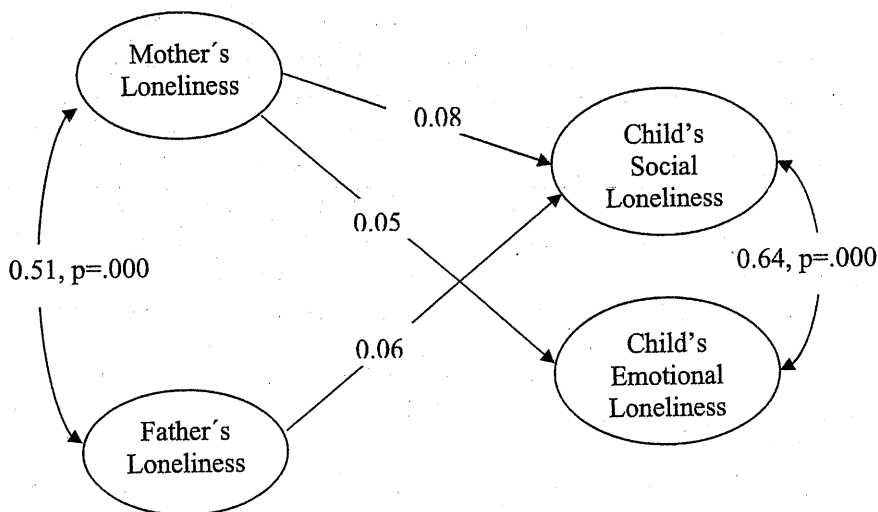 Mother´s
Loneliness
0.08
Child's
Social
Loneliness
0.05
0.51, p=.000
0.64, p=.000
0.06
Child's
Emotional
Loneliness
Father´s
Loneliness